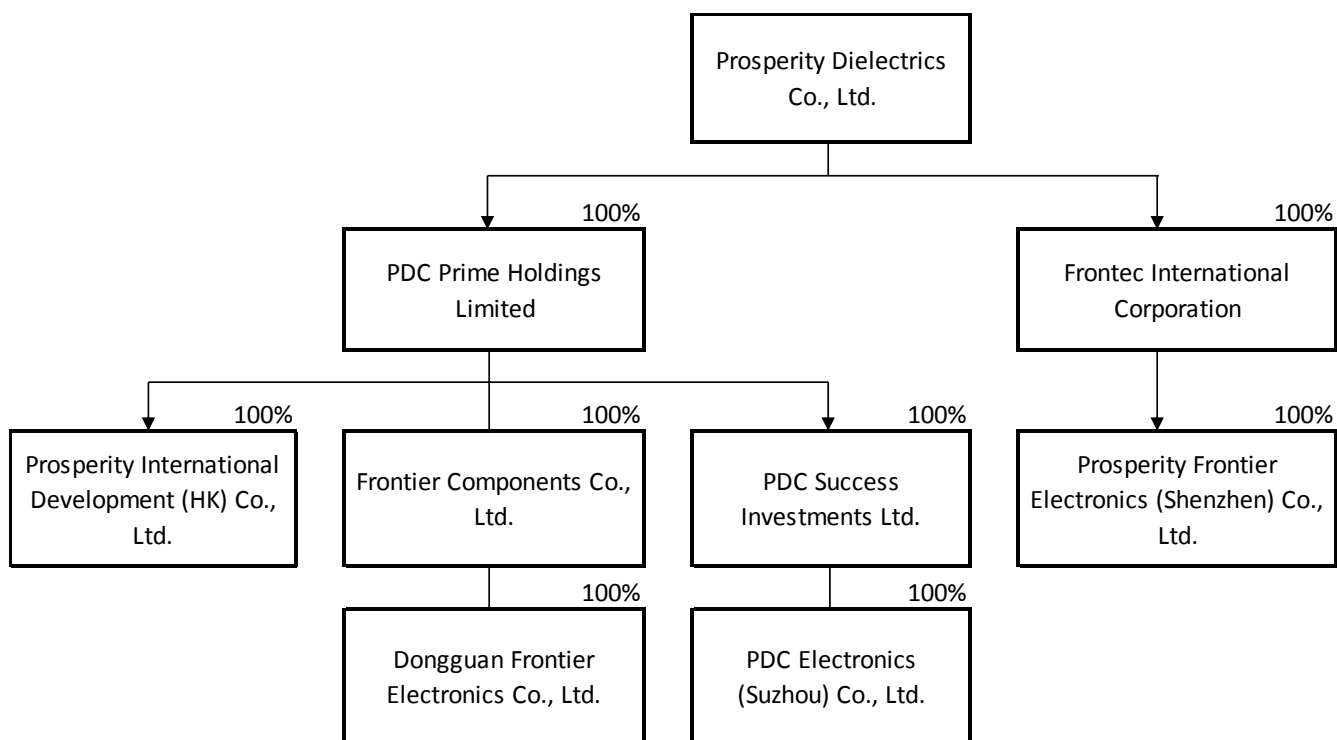 Prosperity Dielectrics
Co., Ltd.
100%
PDC Prime Holdings
Limited
100%
Frontec International
Corporation
100%
Prosperity International
Development (HK) Co.,
Ltd.
100%
Frontier Components Co.,
Ltd.
100%
PDC Success
Investments Ltd.
100%
Prosperity Frontier
Electronics (Shenzhen) Co.,
Ltd.
100%
Dongguan Frontier
Electronics Co., Ltd.
100%
PDC Electronics
(Suzhou) Co., Ltd.